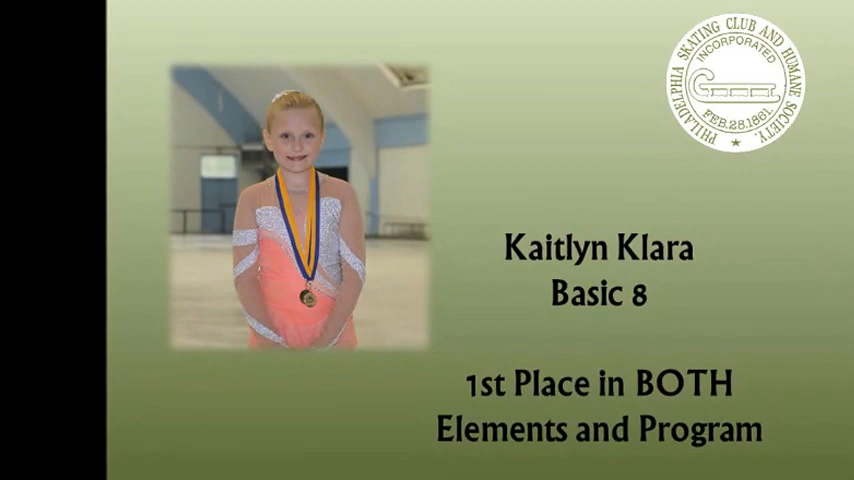 PHILADELPHIA SKATING CLUB AND HUMANE SOCIETY.
INCORPORATED
FEB.28.1861.
Kaitlyn Klara
Basic 8
1st Place in BOTH
Elements and Program